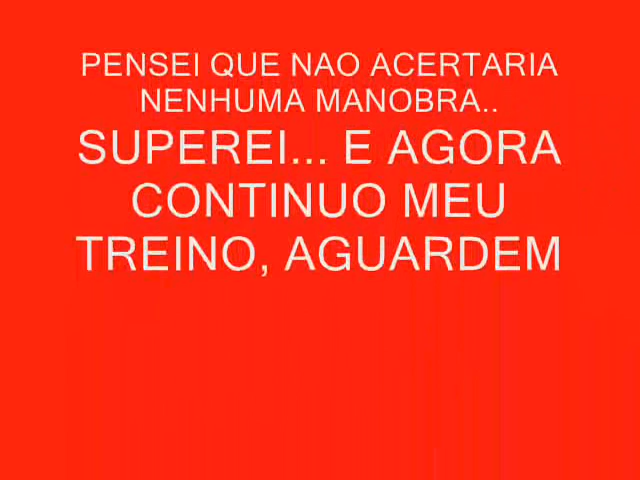 PENSEI QUE NAO ACERTARIA
NENHUMA MANOBRA..
SUPEREI... E AGORA
CONTINUO MEU
TREINO, AGUARDEM